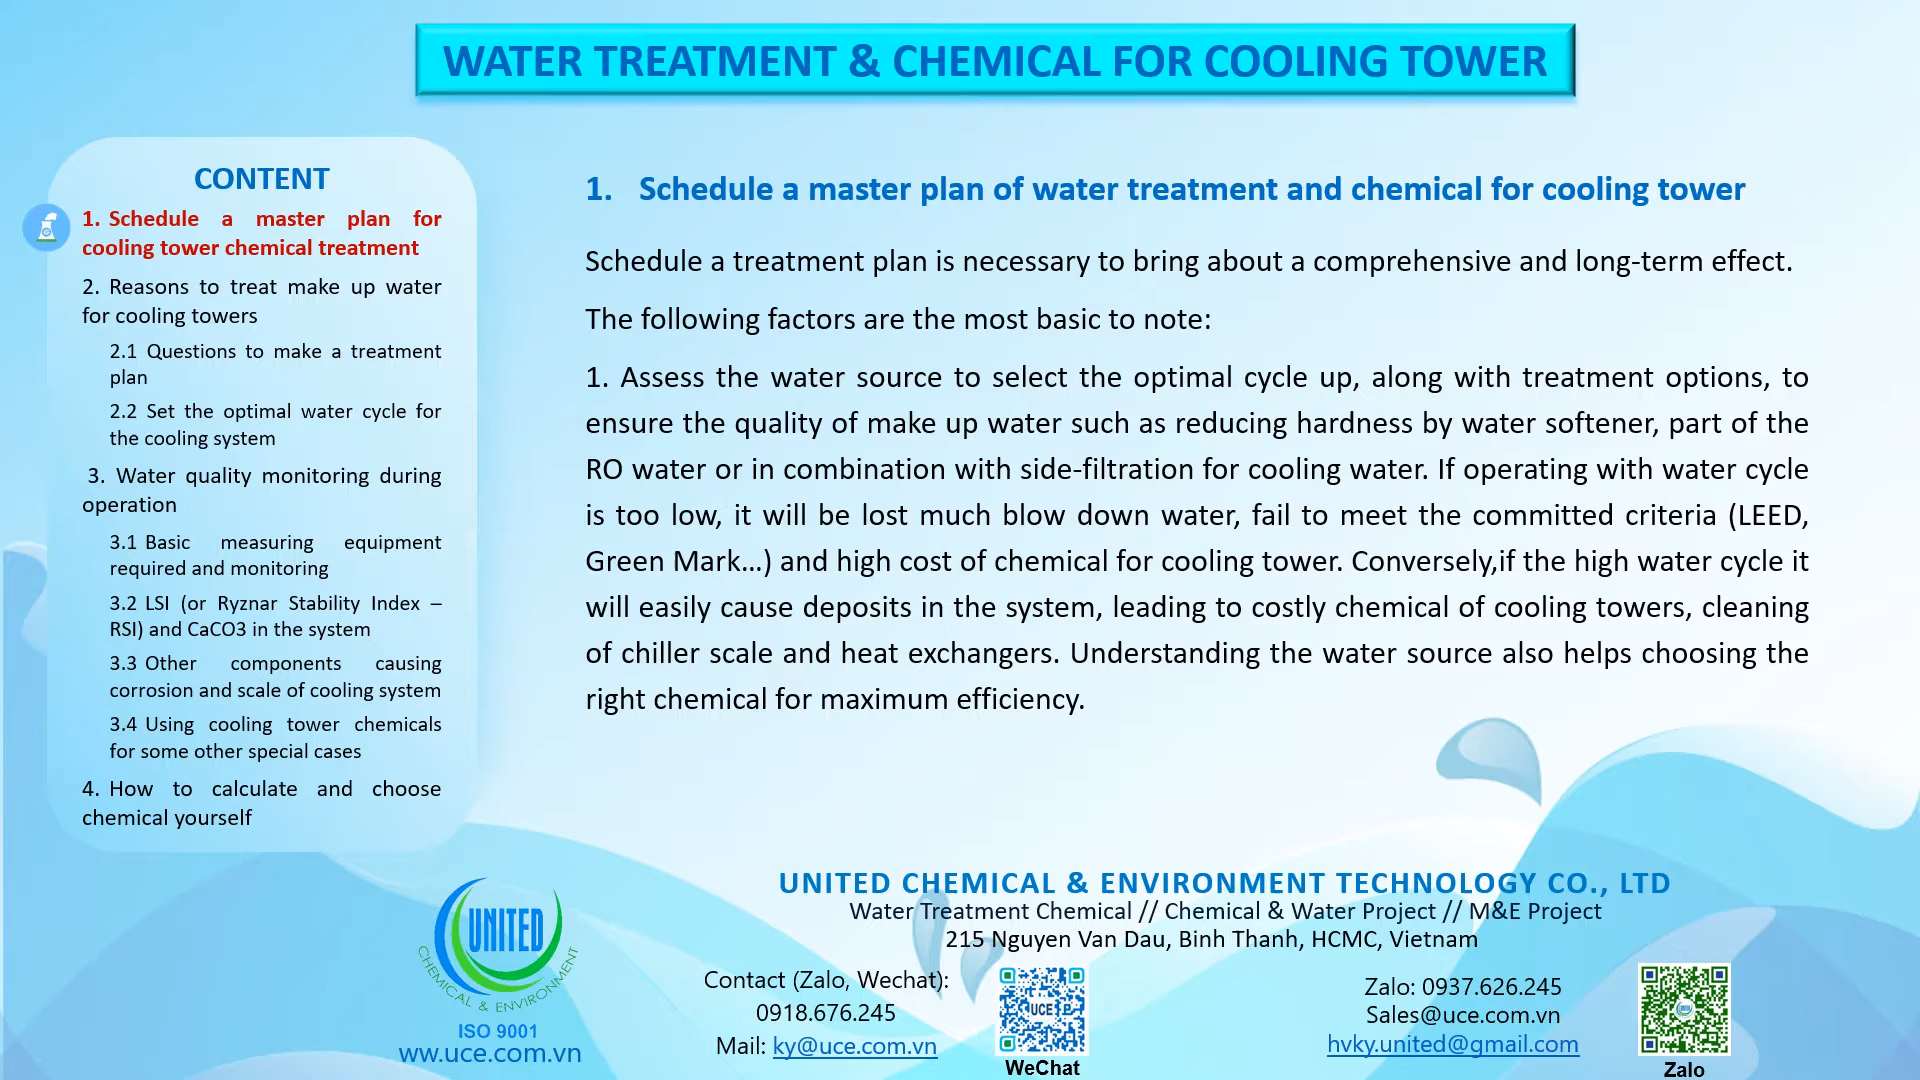 WATER TREATMENT & CHEMICAL FOR COOLING TOWER
CONTENT
1. Schedule a master plan for
cooling tower chemical treatment
2. Reasons to treat make up water
for cooling towers
2.1 Questions to make a treatment
plan
2.2 Set the optimal water cycle for
the cooling system
3. Water quality monitoring during
operation
3.1 Basic measuring equipment
required and monitoring
3.2 LSI (or Ryznar Stability Index –
RSI) and CaCO3 in the system
3.3 Other components causing
corrosion and scale of cooling system
3.4 Using cooling tower chemicals
for some other special cases
4. How to calculate and choose
chemical yourself
1. Schedule a master plan of water treatment and chemical for cooling tower
Schedule a treatment plan is necessary to bring about a comprehensive and long-term effect.
The following factors are the most basic to note:
1. Assess the water source to select the optimal cycle up, along with treatment options, to
ensure the quality of make up water such as reducing hardness by water softener, part of the
RO water or in combination with side-filtration for cooling water. If operating with water cycle
is too low, it will be lost much blow down water, fail to meet the committed criteria (LEED,
Green Mark...) and high cost of chemical for cooling tower. Conversely,if the high water cycle it
will easily cause deposits in the system, leading to costly chemical of cooling towers, cleaning
of chiller scale and heat exchangers. Understanding the water source also helps choosing the
right chemical for maximum efficiency.
UNITED
CHEMICAL & ENVIRONMENT
ISO 9001
ww.uce.com.vn
UNITED CHEMICAL & ENVIRONMENT TECHNOLOGY CO., LTD
Water Treatment Chemical // Chemical & Water Project // M&E Project
215 Nguyen Van Dau, Binh Thanh, HCMC, Vietnam
Contact (Zalo, Wechat):
0918.676.245
Mail: ky@uce.com.vn
UCE
WeChat
Zalo: 0937.626.245
Sales@uce.com.vn
hvky.united@gmail.com
Zalo